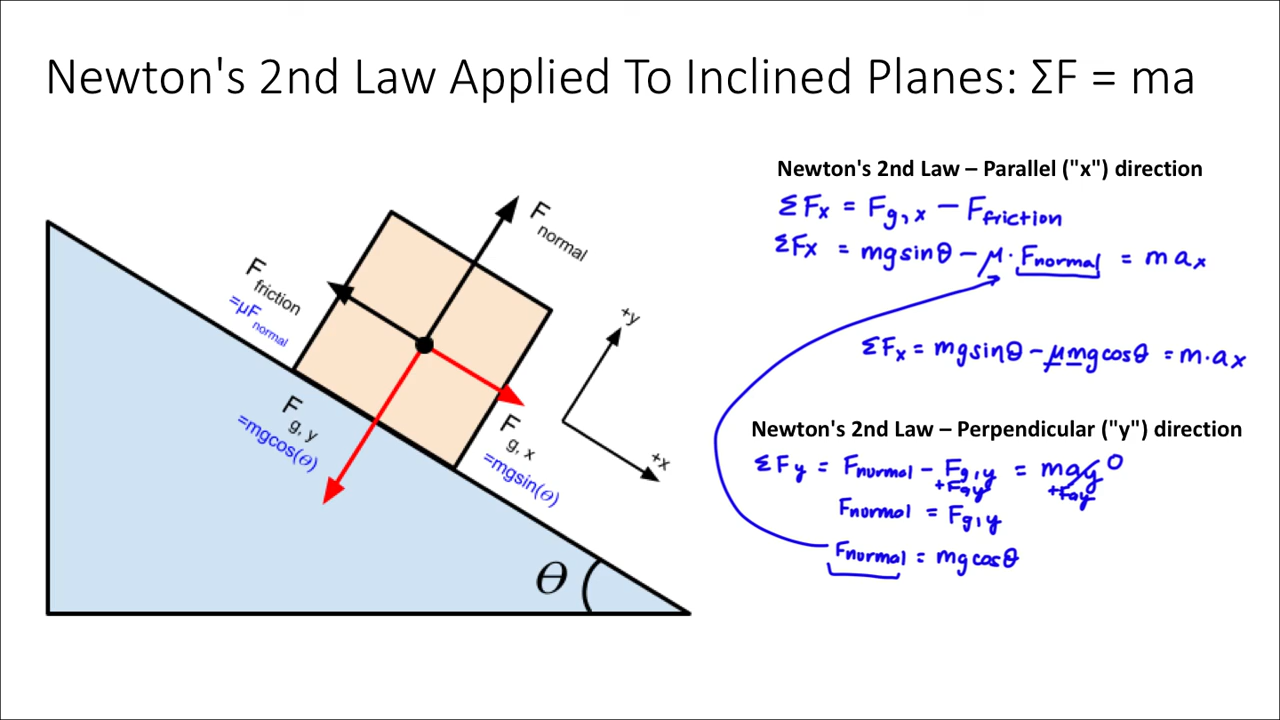 Newton's 2nd Law Applied To Inclined Planes: ΣF = ma
F normal
F friction
=μF normal
F g, y
=mgcos(θ)
F g, x
=mgsin(θ)
+y
+x
θ
Newton's 2nd Law – Parallel ("x") direction
ΣFx = Fg,x − Ffriction
ΣFx = mgsinθ − μ · Fnormal = m ax
ΣFx = mgsinθ − μmgcosθ = m·ax
Newton's 2nd Law – Perpendicular ("y") direction
ΣFy = Fnormal − Fg,y = may 0
+Fgy +Fgy
Fnormal = Fg,y
Fnormal = mgcosθ